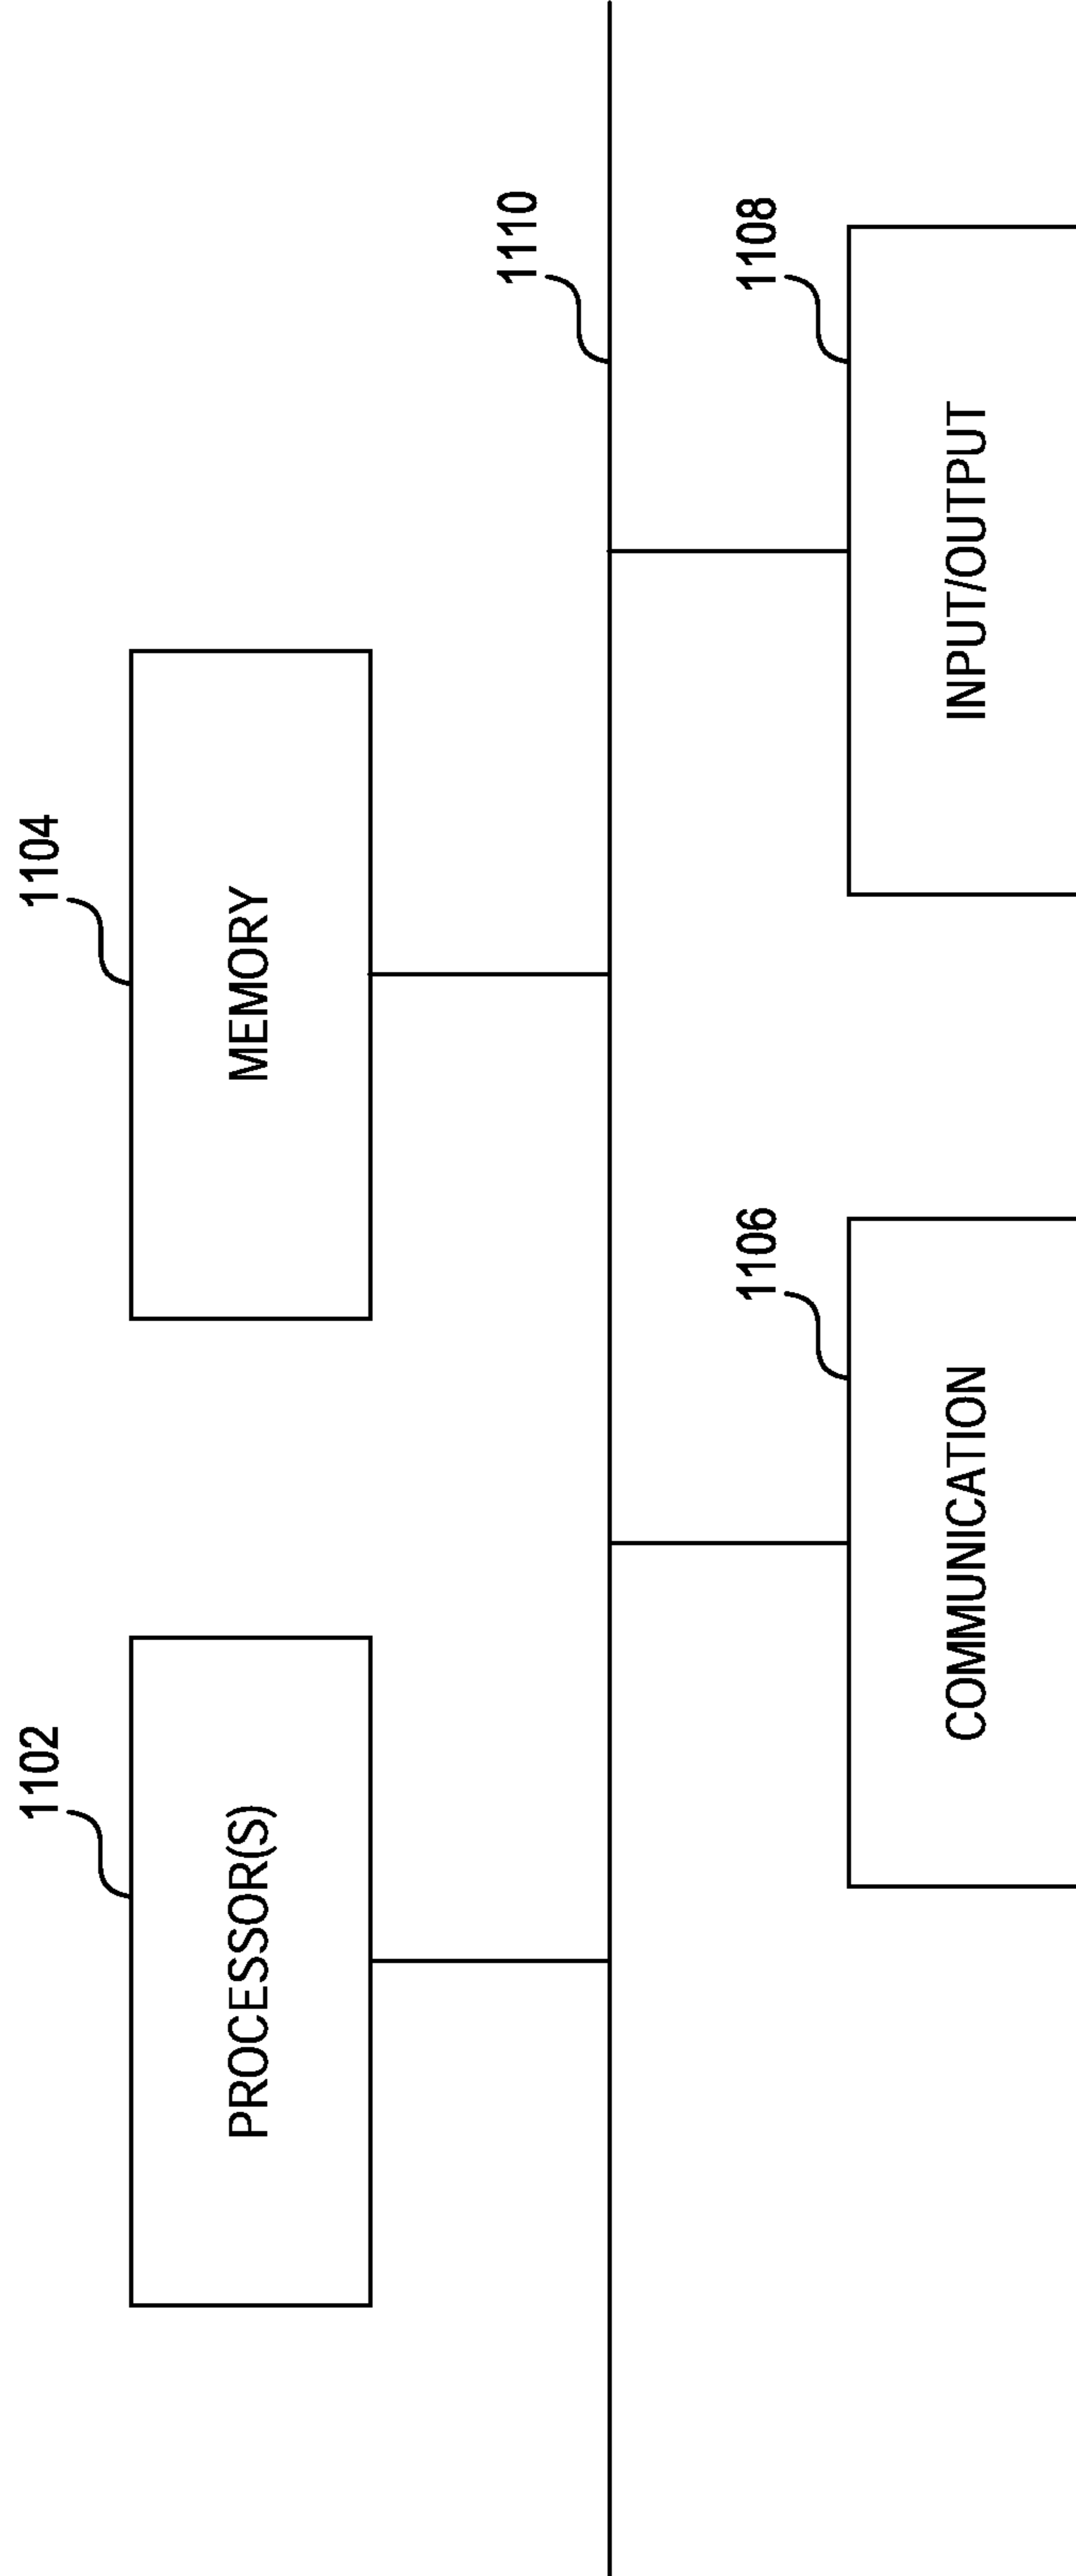 1102
PROCESSOR(S)
1104
MEMORY
1110
1106
COMMUNICATION
1108
INPUT/OUTPUT